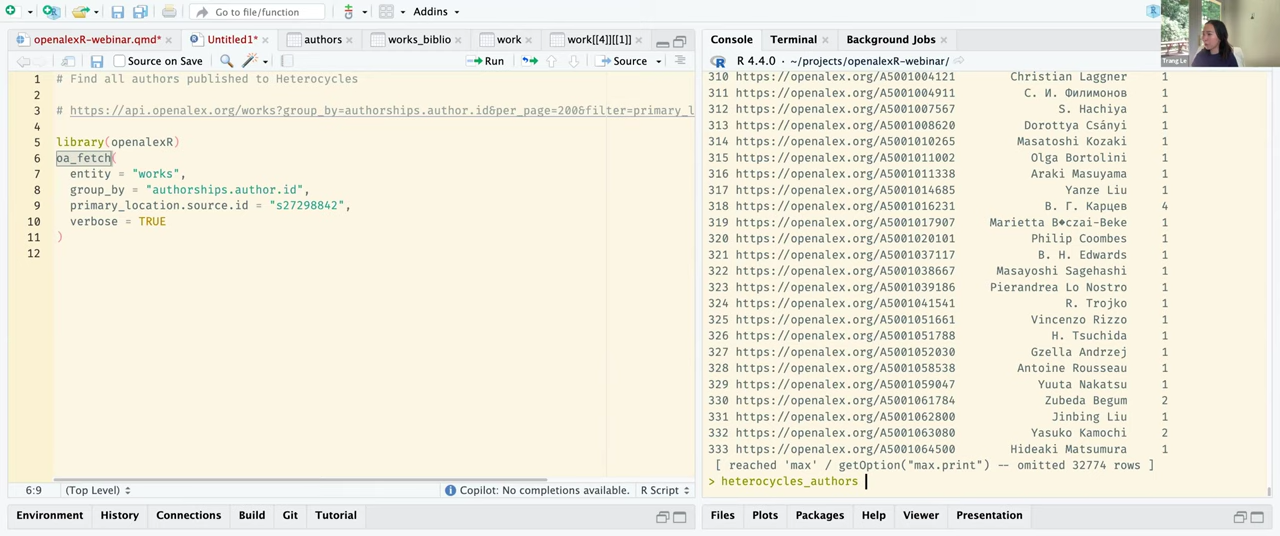 Go to file/function
Addins
openalexR-webinar.qmd*
Untitled1*
authors
works_biblio
work
work[[4]][[1]]
Source on Save
Run
Source
1 # Find all authors published to Heterocycles
2
3 # https://api.openalex.org/works?group_by=authorships.author.id&per_page=200&filter=primary_l
4
5 library(openalexR)
6 oa_fetch(
7 entity = "works",
8 group_by = "authorships.author.id",
9 primary_location.source.id = "s27298842",
10 verbose = TRUE
11 )
12
6:9 (Top Level)
Copilot: No completions available.
R Script
Environment
History
Connections
Build
Git
Tutorial
Console
Terminal
Background Jobs
R 4.4.0 · ~/projects/openalexR-webinar/
310 https://openalex.org/A5001004121 Christian Laggner 1
311 https://openalex.org/A5001004911 С. И. Филимонов 1
312 https://openalex.org/A5001007567 S. Hachiya 1
313 https://openalex.org/A5001008620 Dorottya Csányi 1
314 https://openalex.org/A5001010265 Masatoshi Kozaki 1
315 https://openalex.org/A5001011002 Olga Bortolini 1
316 https://openalex.org/A5001011338 Araki Masuyama 1
317 https://openalex.org/A5001014685 Yanze Liu 1
318 https://openalex.org/A5001016231 В. Г. Карцев 4
319 https://openalex.org/A5001017907 Marietta B�czai-Beke 1
320 https://openalex.org/A5001020101 Philip Coombes 1
321 https://openalex.org/A5001037117 B. H. Edwards 1
322 https://openalex.org/A5001038667 Masayoshi Sagehashi 1
323 https://openalex.org/A5001039186 Pierandrea Lo Nostro 1
324 https://openalex.org/A5001041541 R. Trojko 1
325 https://openalex.org/A5001051661 Vincenzo Rizzo 1
326 https://openalex.org/A5001051788 H. Tsuchida 1
327 https://openalex.org/A5001052030 Gzella Andrzej 1
328 https://openalex.org/A5001058538 Antoine Rousseau 1
329 https://openalex.org/A5001059047 Yuuta Nakatsu 1
330 https://openalex.org/A5001061784 Zubeda Begum 2
331 https://openalex.org/A5001062800 Jinbing Liu 1
332 https://openalex.org/A5001063080 Yasuko Kamochi 2
333 https://openalex.org/A5001064500 Hideaki Matsumura 1
[ reached 'max' / getOption("max.print") -- omitted 32774 rows ]
> heterocycles_authors
Files
Plots
Packages
Help
Viewer
Presentation
Trang Le